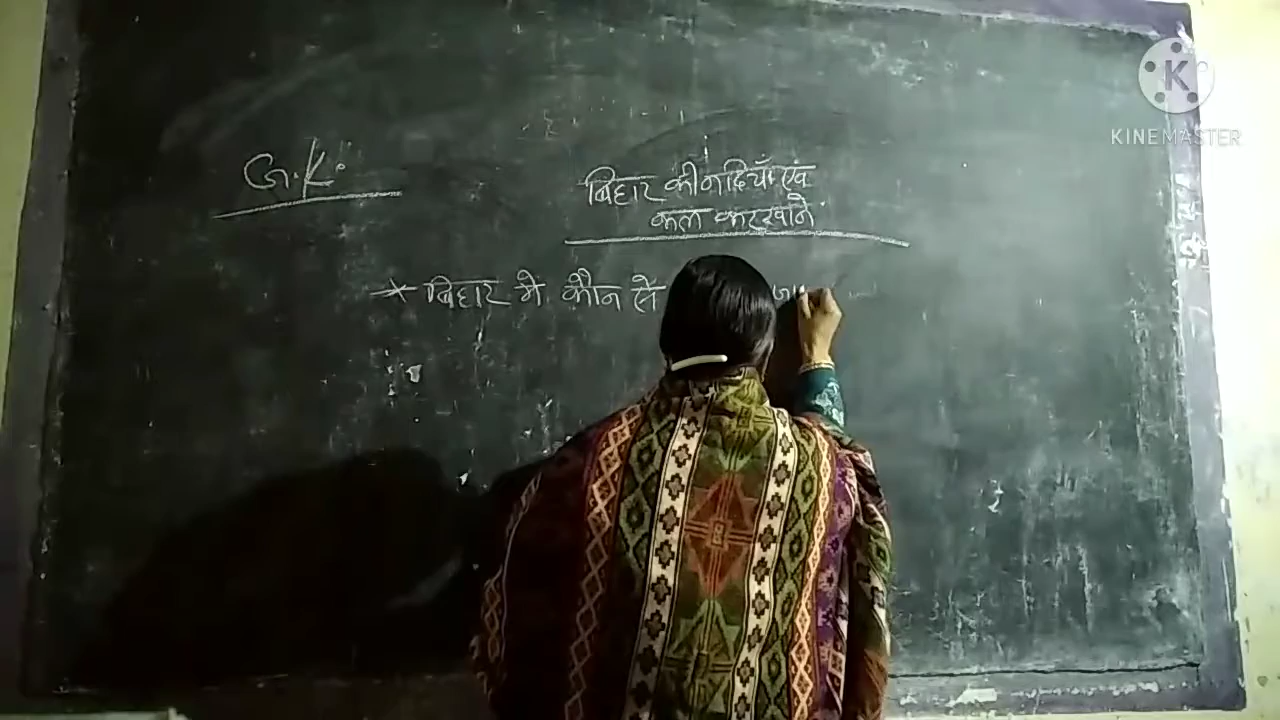 G.K.
बिहार की नदियाँ एवं
कल कारखाने
* बिहार मे कौन से
K
KINEMASTER